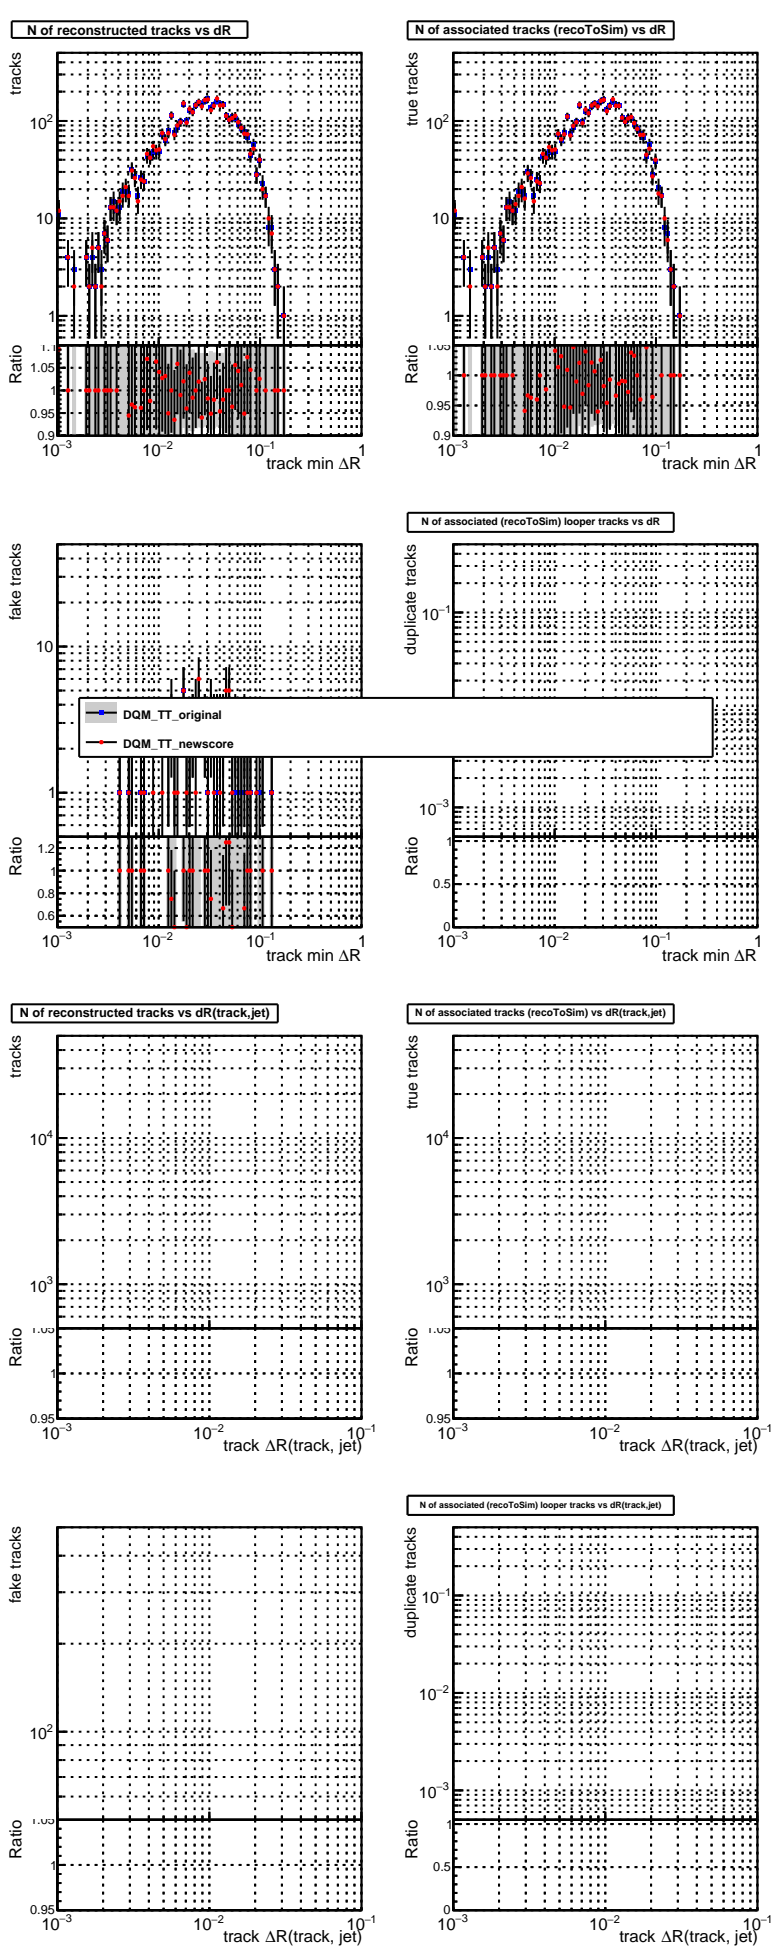 N of reconstructed tracks vs dR
tracks
10²
10
1
Ratio
1.1
1.05
1
0.95
0.9
10⁻³ 10⁻² 10⁻¹ 1
track min ΔR
N of associated tracks (recoToSim) vs dR
true tracks
10²
10
1
Ratio
1.05
1
0.95
0.9
10⁻³ 10⁻² 10⁻¹ 1
track min ΔR
fake tracks
10
1
Ratio
1.2
1
0.8
0.6
10⁻³ 10⁻² 10⁻¹ 1
track min ΔR
N of associated (recoToSim) looper tracks vs dR
duplicate tracks
10⁻¹
10⁻³
Ratio
1
0.5
0
10⁻³ 10⁻² 10⁻¹ 1
track min ΔR
DQM_TT_original
DQM_TT_newscore
N of reconstructed tracks vs dR(track,jet)
tracks
10⁴
10³
Ratio
1.05
1
0.95
10⁻³ 10⁻² 10⁻¹
track ΔR(track, jet)
N of associated tracks (recoToSim) vs dR(track,jet)
true tracks
10⁴
10³
Ratio
1.05
1
0.95
10⁻³ 10⁻² 10⁻¹
track ΔR(track, jet)
fake tracks
10²
Ratio
1.05
1
0.95
10⁻³ 10⁻² 10⁻¹
track ΔR(track, jet)
N of associated (recoToSim) looper tracks vs dR(track,jet)
duplicate tracks
10⁻¹
10⁻²
10⁻³
Ratio
1
0.5
0
10⁻³ 10⁻² 10⁻¹
track ΔR(track, jet)